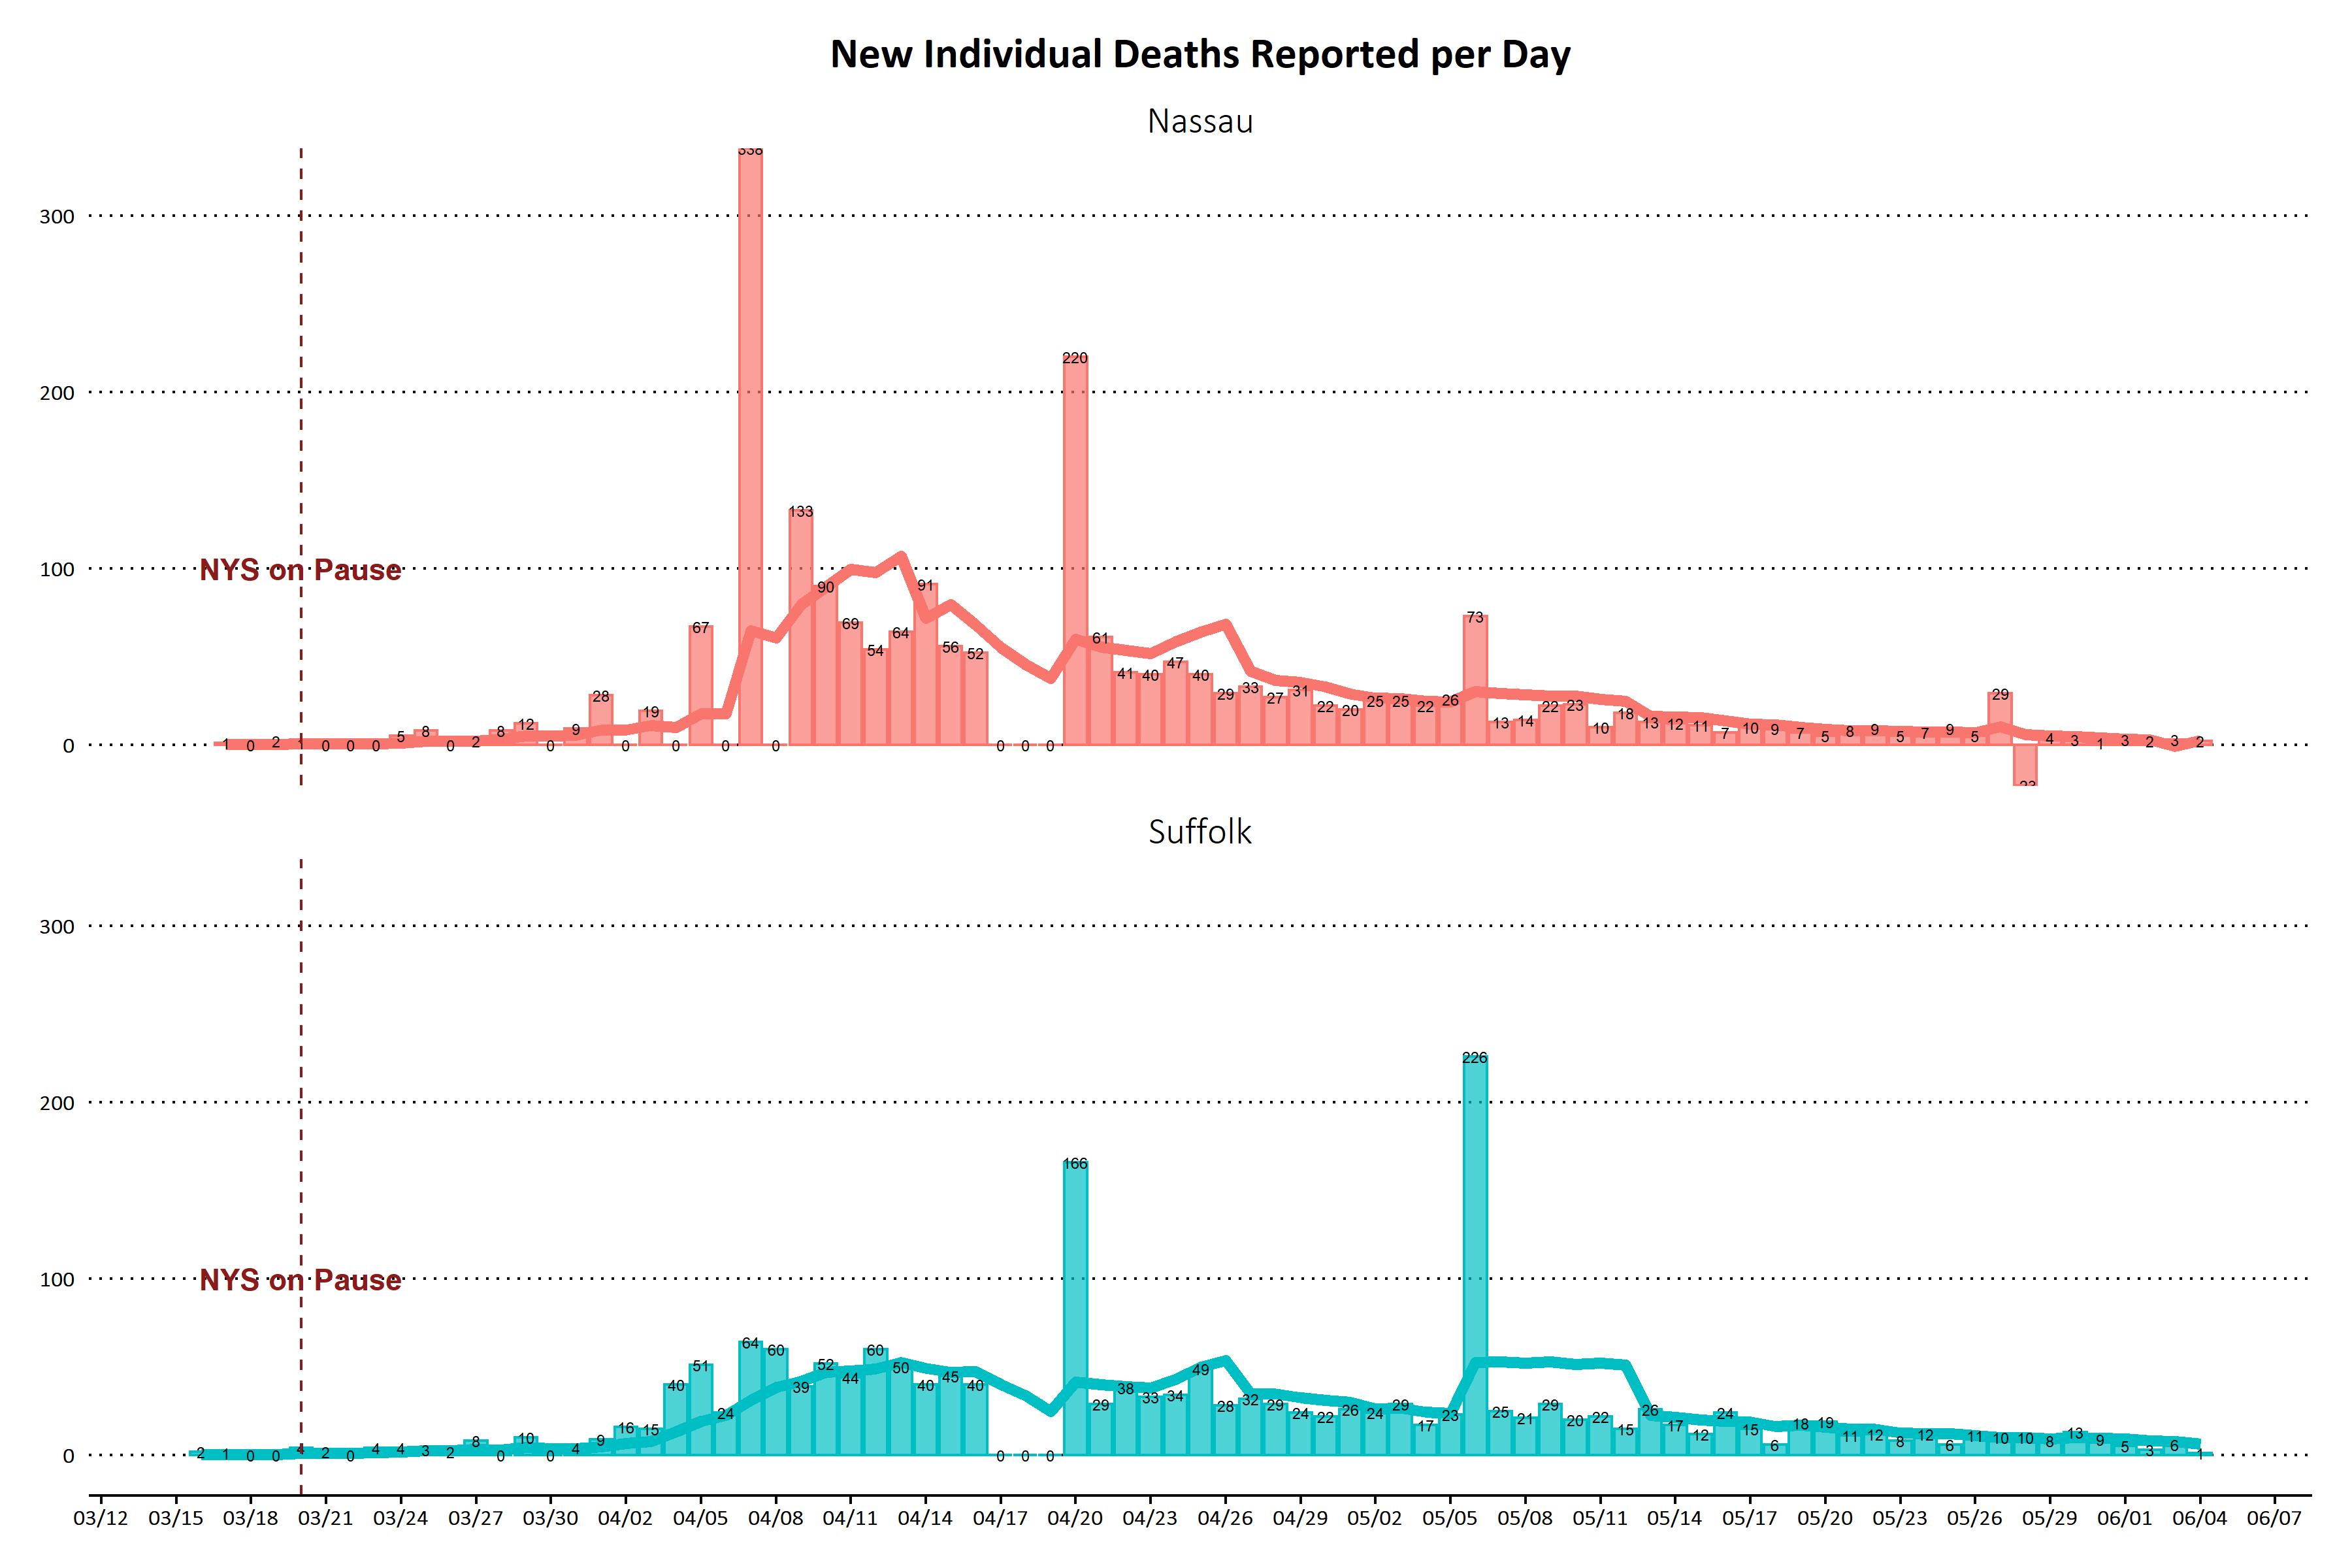 New Individual Deaths Reported per Day
Nassau
300
200
100
0
NYS on Pause
1 0 2 1 0 0 0 5 8 0 2 8 12 0 9 28 0 19 0 67 0 338 0 133 90 69 54 64 91 56 52 0 0 0 220 61 41 40 47 40 29 33 27 31 22 20 25 25 22 26 73 13 14 22 23 10 18 13 12 11 7 10 9 7 5 8 9 5 7 9 5 29 23 4 3 1 3 2 3 2
Suffolk
300
200
100
0
NYS on Pause
2 1 0 0 4 2 0 4 4 3 2 8 0 10 0 4 9 16 15 40 51 24 64 60 39 52 44 60 50 40 45 40 0 0 0 166 29 38 33 34 49 28 32 29 24 22 26 24 29 17 23 226 25 21 29 20 22 15 26 17 12 24 15 6 18 19 11 12 8 12 6 11 10 10 8 13 9 5 3 6 1
03/12 03/15 03/18 03/21 03/24 03/27 03/30 04/02 04/05 04/08 04/11 04/14 04/17 04/20 04/23 04/26 04/29 05/02 05/05 05/08 05/11 05/14 05/17 05/20 05/23 05/26 05/29 06/01 06/04 06/07